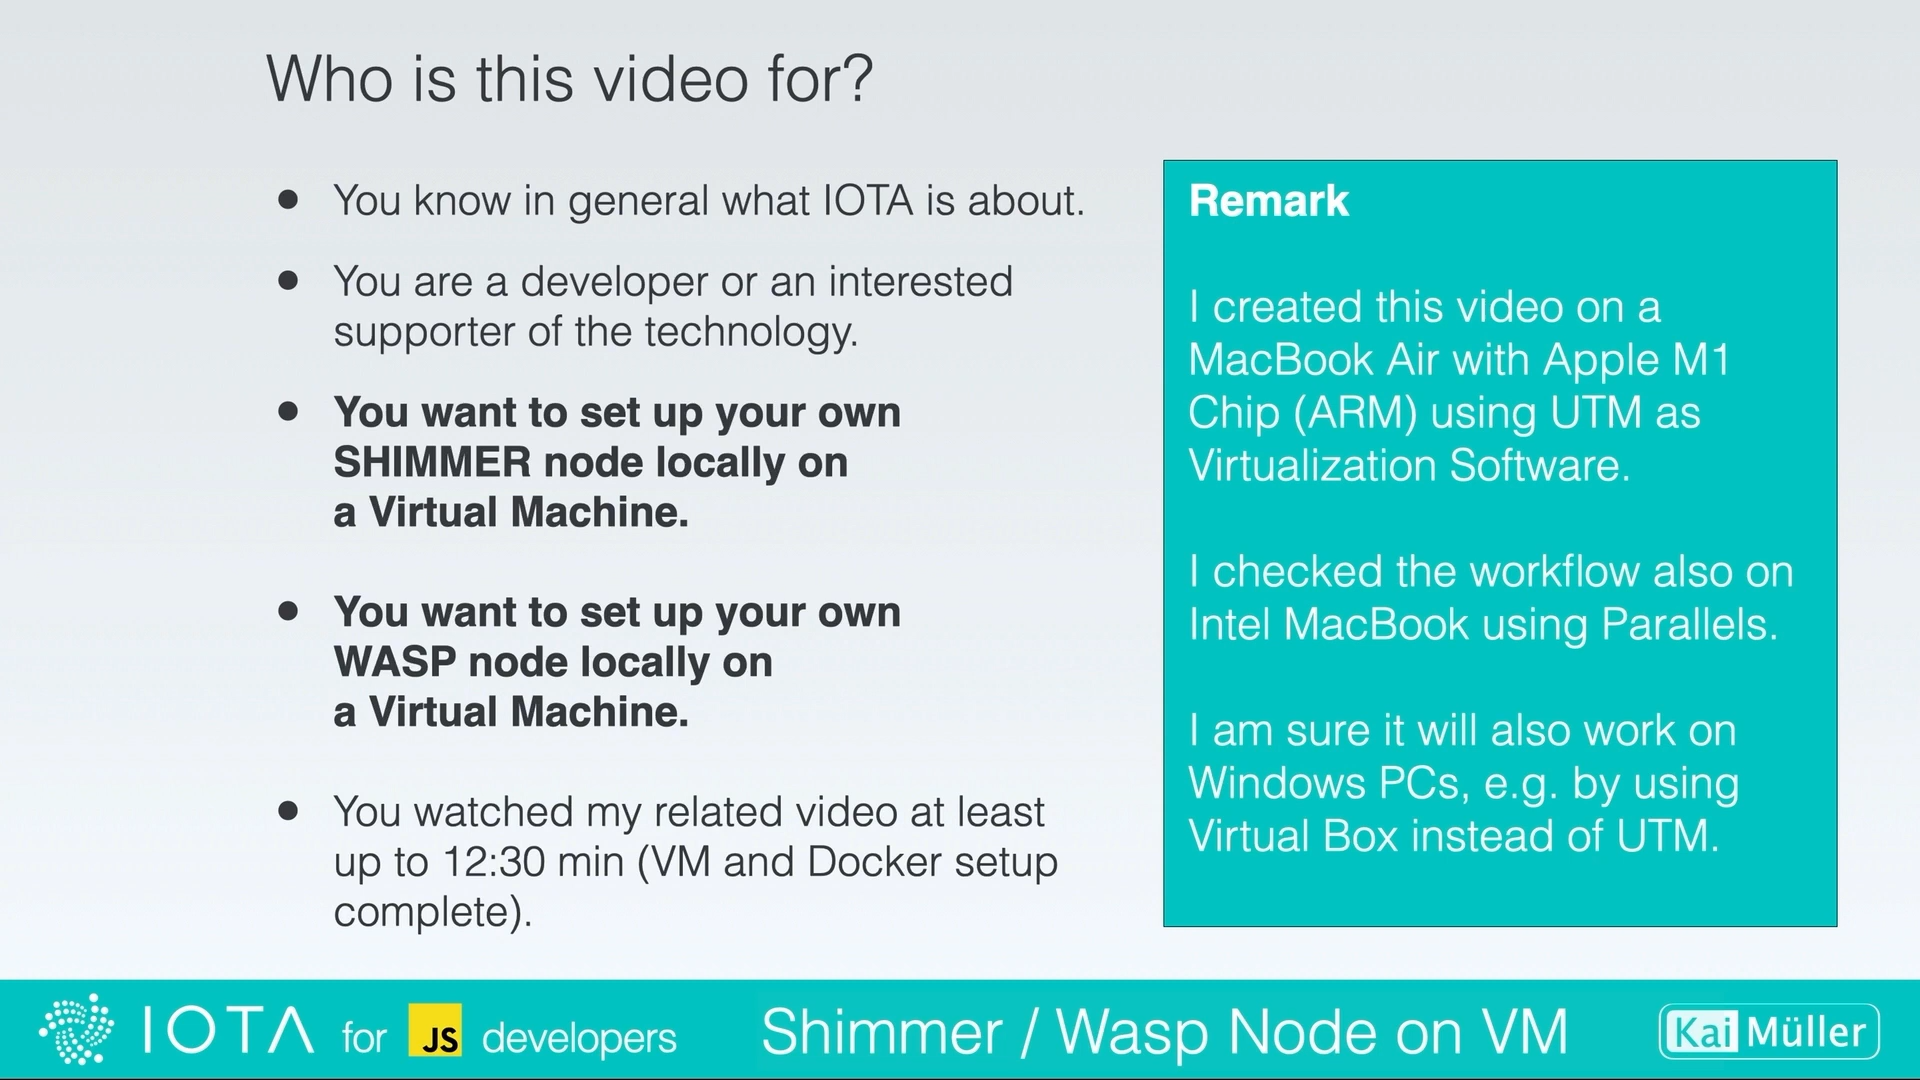 Who is this video for?
● You know in general what IOTA is about.
● You are a developer or an interested
supporter of the technology.
● You want to set up your own
SHIMMER node locally on
a Virtual Machine.
● You want to set up your own
WASP node locally on
a Virtual Machine.
● You watched my related video at least
up to 12:30 min (VM and Docker setup
complete).
Remark
I created this video on a
MacBook Air with Apple M1
Chip (ARM) using UTM as
Virtualization Software.
I checked the workflow also on
Intel MacBook using Parallels.
I am sure it will also work on
Windows PCs, e.g. by using
Virtual Box instead of UTM.
IOTA for JS developers
Shimmer / Wasp Node on VM
Kai Müller